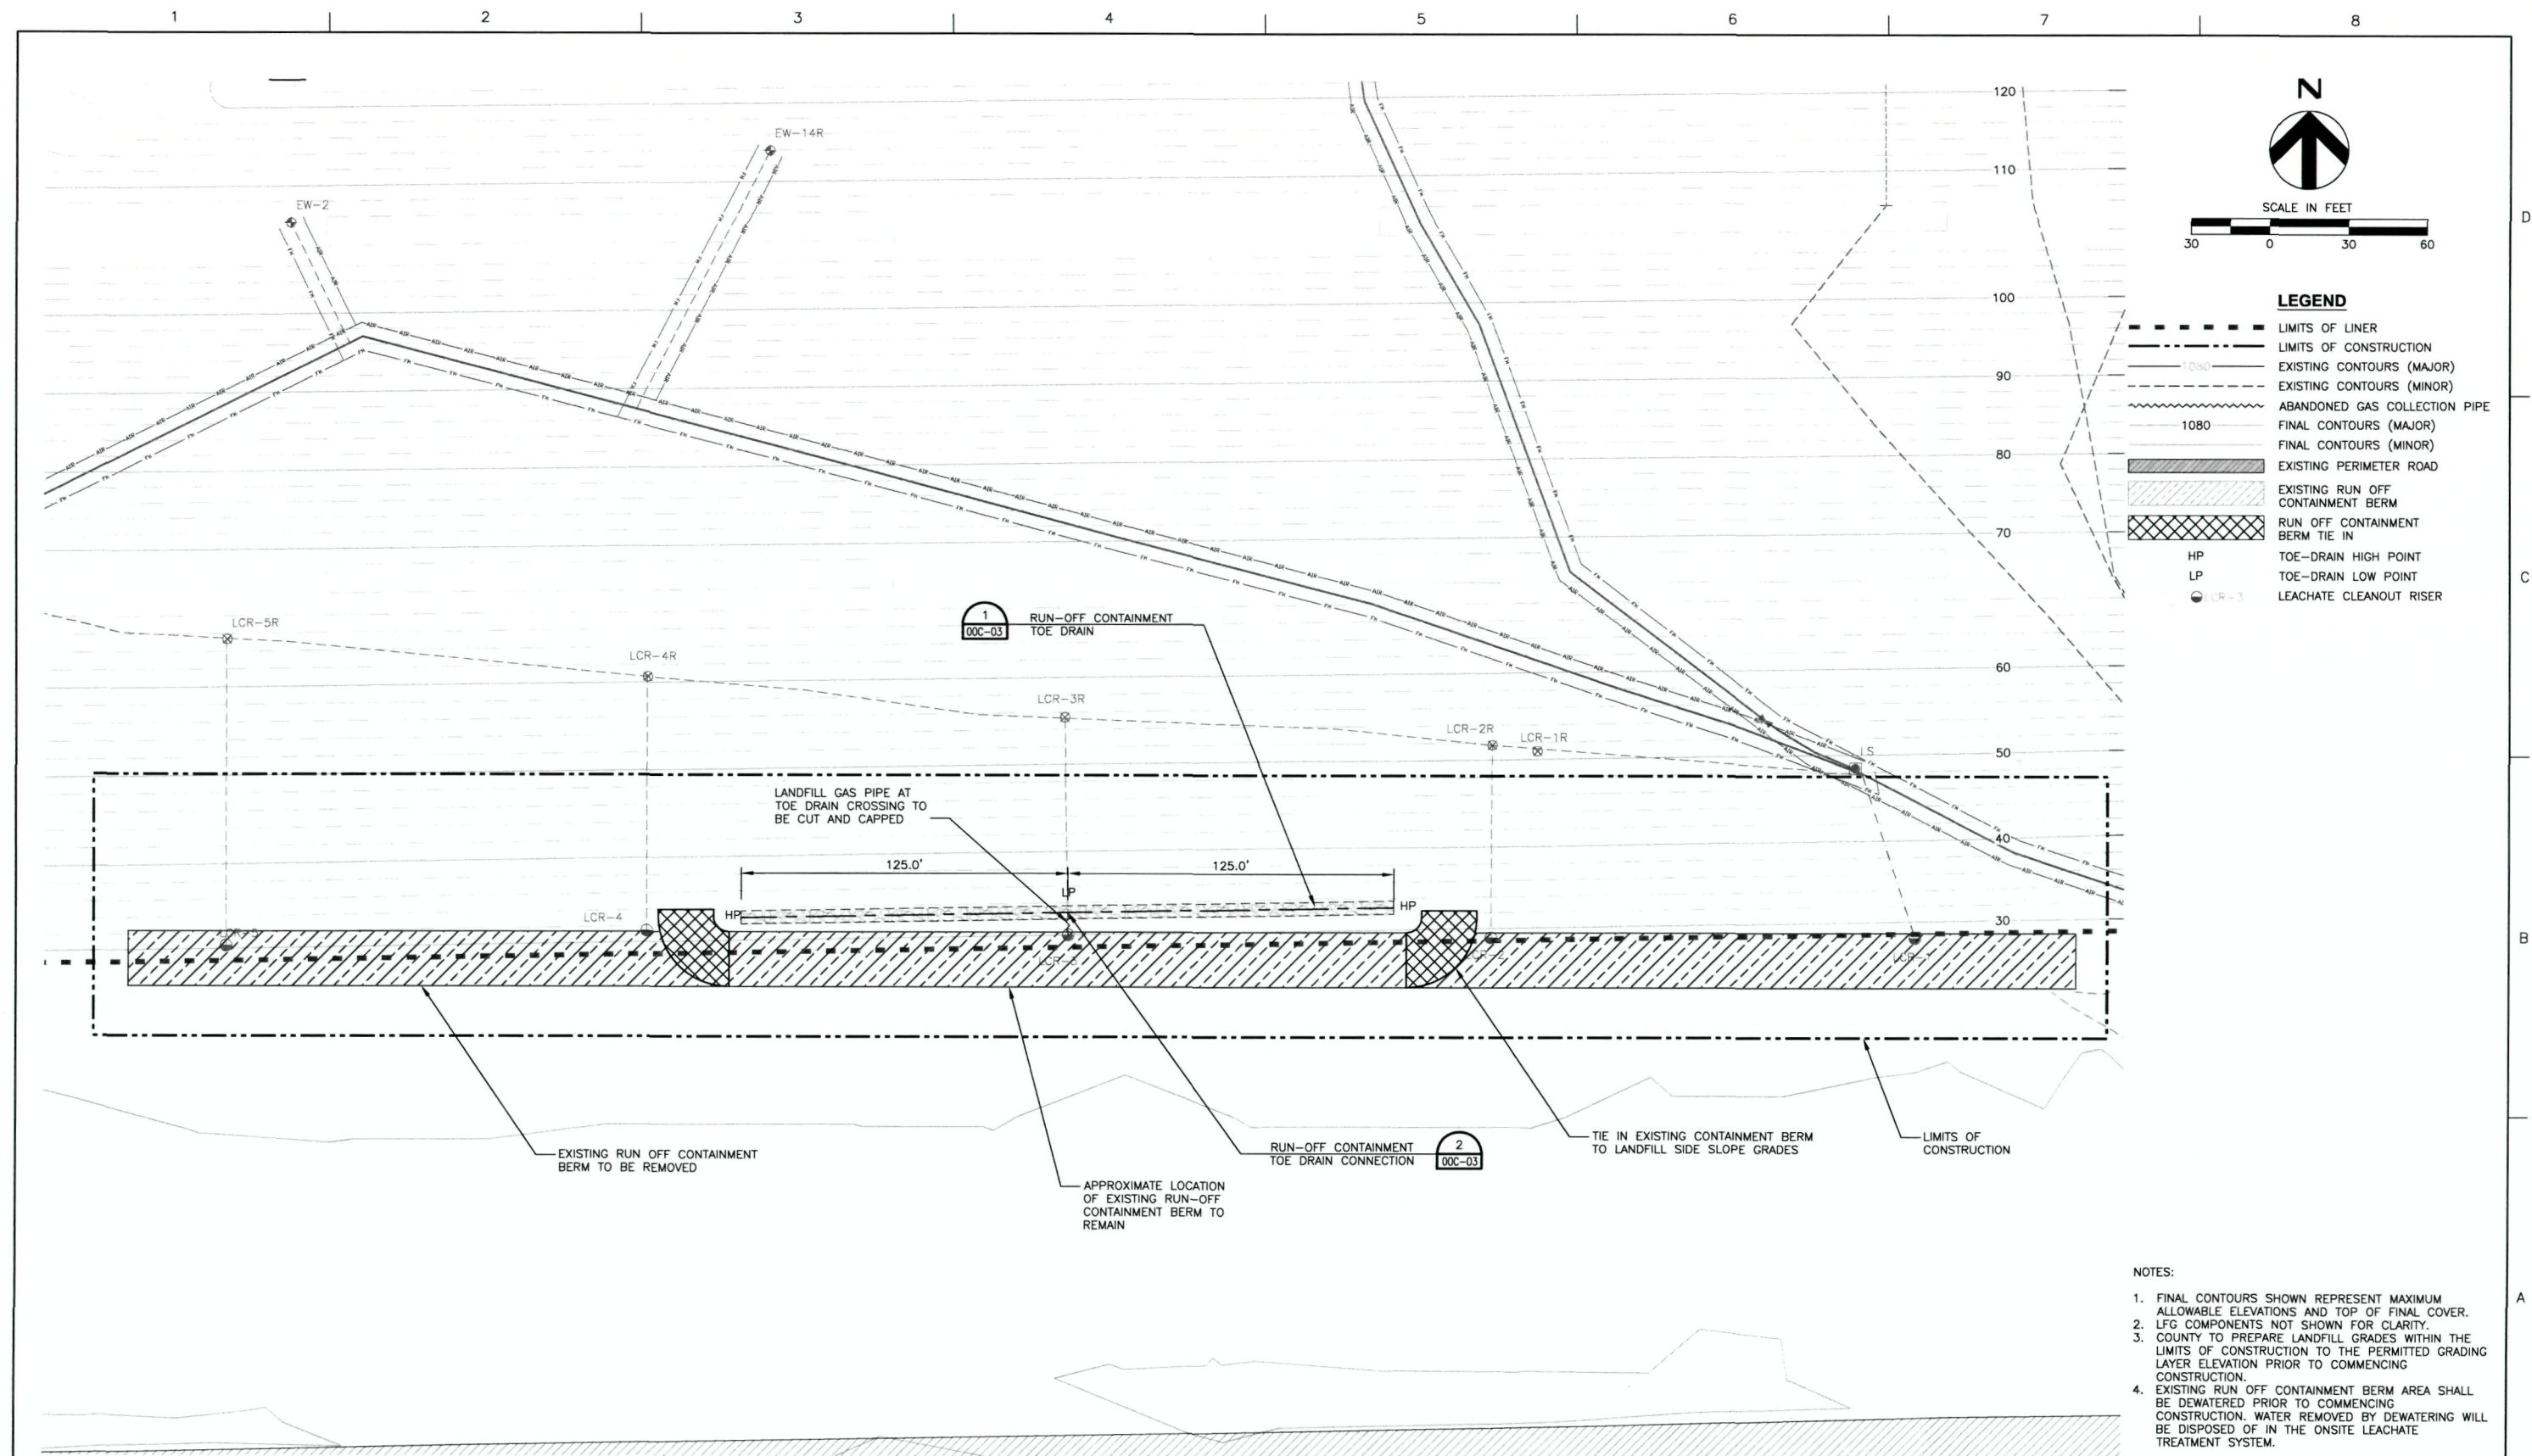 1 2 3 4 5 6 7 8
D
C
B
A
N
SCALE IN FEET
30 0 30 60
LEGEND
LIMITS OF LINER
LIMITS OF CONSTRUCTION
1080 EXISTING CONTOURS (MAJOR)
EXISTING CONTOURS (MINOR)
ABANDONED GAS COLLECTION PIPE
1080 FINAL CONTOURS (MAJOR)
FINAL CONTOURS (MINOR)
EXISTING PERIMETER ROAD
EXISTING RUN OFF
CONTAINMENT BERM
RUN OFF CONTAINMENT
BERM TIE IN
HP TOE-DRAIN HIGH POINT
LP TOE-DRAIN LOW POINT
LCR-3 LEACHATE CLEANOUT RISER
120
110
100
90
80
70
60
50
40
30
EW-14R
EW-2
LCR-5R
LCR-4R
LCR-3R
LCR-2R
LCR-1R
LS
1
00C-03
RUN-OFF CONTAINMENT
TOE DRAIN
LANDFILL GAS PIPE AT
TOE DRAIN CROSSING TO
BE CUT AND CAPPED
125.0' 125.0'
LP
HP
HP
LCR-4
LCR-3
LCR-2
EXISTING RUN OFF CONTAINMENT
BERM TO BE REMOVED
RUN-OFF CONTAINMENT
TOE DRAIN CONNECTION
2
00C-03
TIE IN EXISTING CONTAINMENT BERM
TO LANDFILL SIDE SLOPE GRADES
LIMITS OF
CONSTRUCTION
APPROXIMATE LOCATION
OF EXISTING RUN-OFF
CONTAINMENT BERM TO
REMAIN
NOTES:
1. FINAL CONTOURS SHOWN REPRESENT MAXIMUM
ALLOWABLE ELEVATIONS AND TOP OF FINAL COVER.
2. LFG COMPONENTS NOT SHOWN FOR CLARITY.
3. COUNTY TO PREPARE LANDFILL GRADES WITHIN THE
LIMITS OF CONSTRUCTION TO THE PERMITTED GRADING
LAYER ELEVATION PRIOR TO COMMENCING
CONSTRUCTION.
4. EXISTING RUN OFF CONTAINMENT BERM AREA SHALL
BE DEWATERED PRIOR TO COMMENCING
CONSTRUCTION. WATER REMOVED BY DEWATERING WILL
BE DISPOSED OF IN THE ONSITE LEACHATE
TREATMENT SYSTEM.